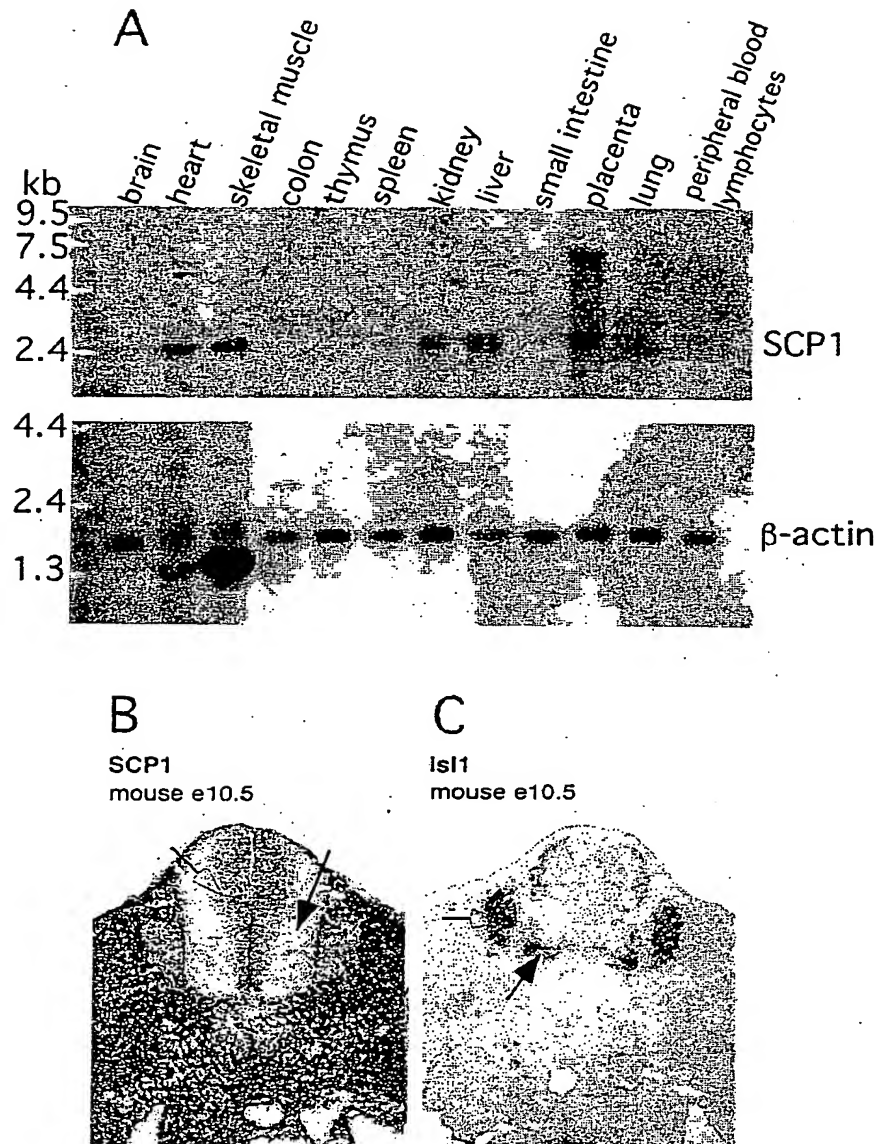 A
brain
heart
skeletal muscle
colon
thymus
spleen
kidney
liver
small intestine
placenta
lung
peripheral blood
lymphocytes
kb
9.5
7.5
4.4
2.4
SCP1
4.4
2.4
1.3
β-actin
B
SCP1
mouse e10.5
C
Isl1
mouse e10.5